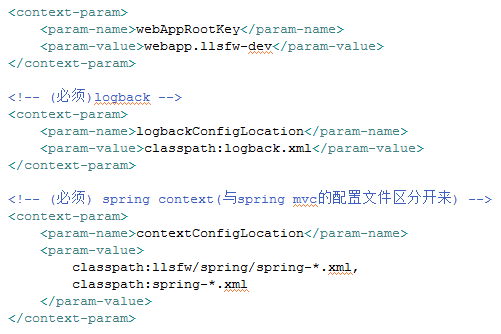 <context-param>
    <param-name>webAppRootKey</param-name>
    <param-value>webapp.llsfw-dev</param-value>
</context-param>

<!-- (必须)logback -->
<context-param>
    <param-name>logbackConfigLocation</param-name>
    <param-value>classpath:logback.xml</param-value>
</context-param>

<!-- (必须) spring context(与spring mvc的配置文件区分开来) -->
<context-param>
    <param-name>contextConfigLocation</param-name>
    <param-value>
        classpath:llsfw/spring/spring-*.xml,
        classpath:spring-*.xml
    </param-value>
</context-param>